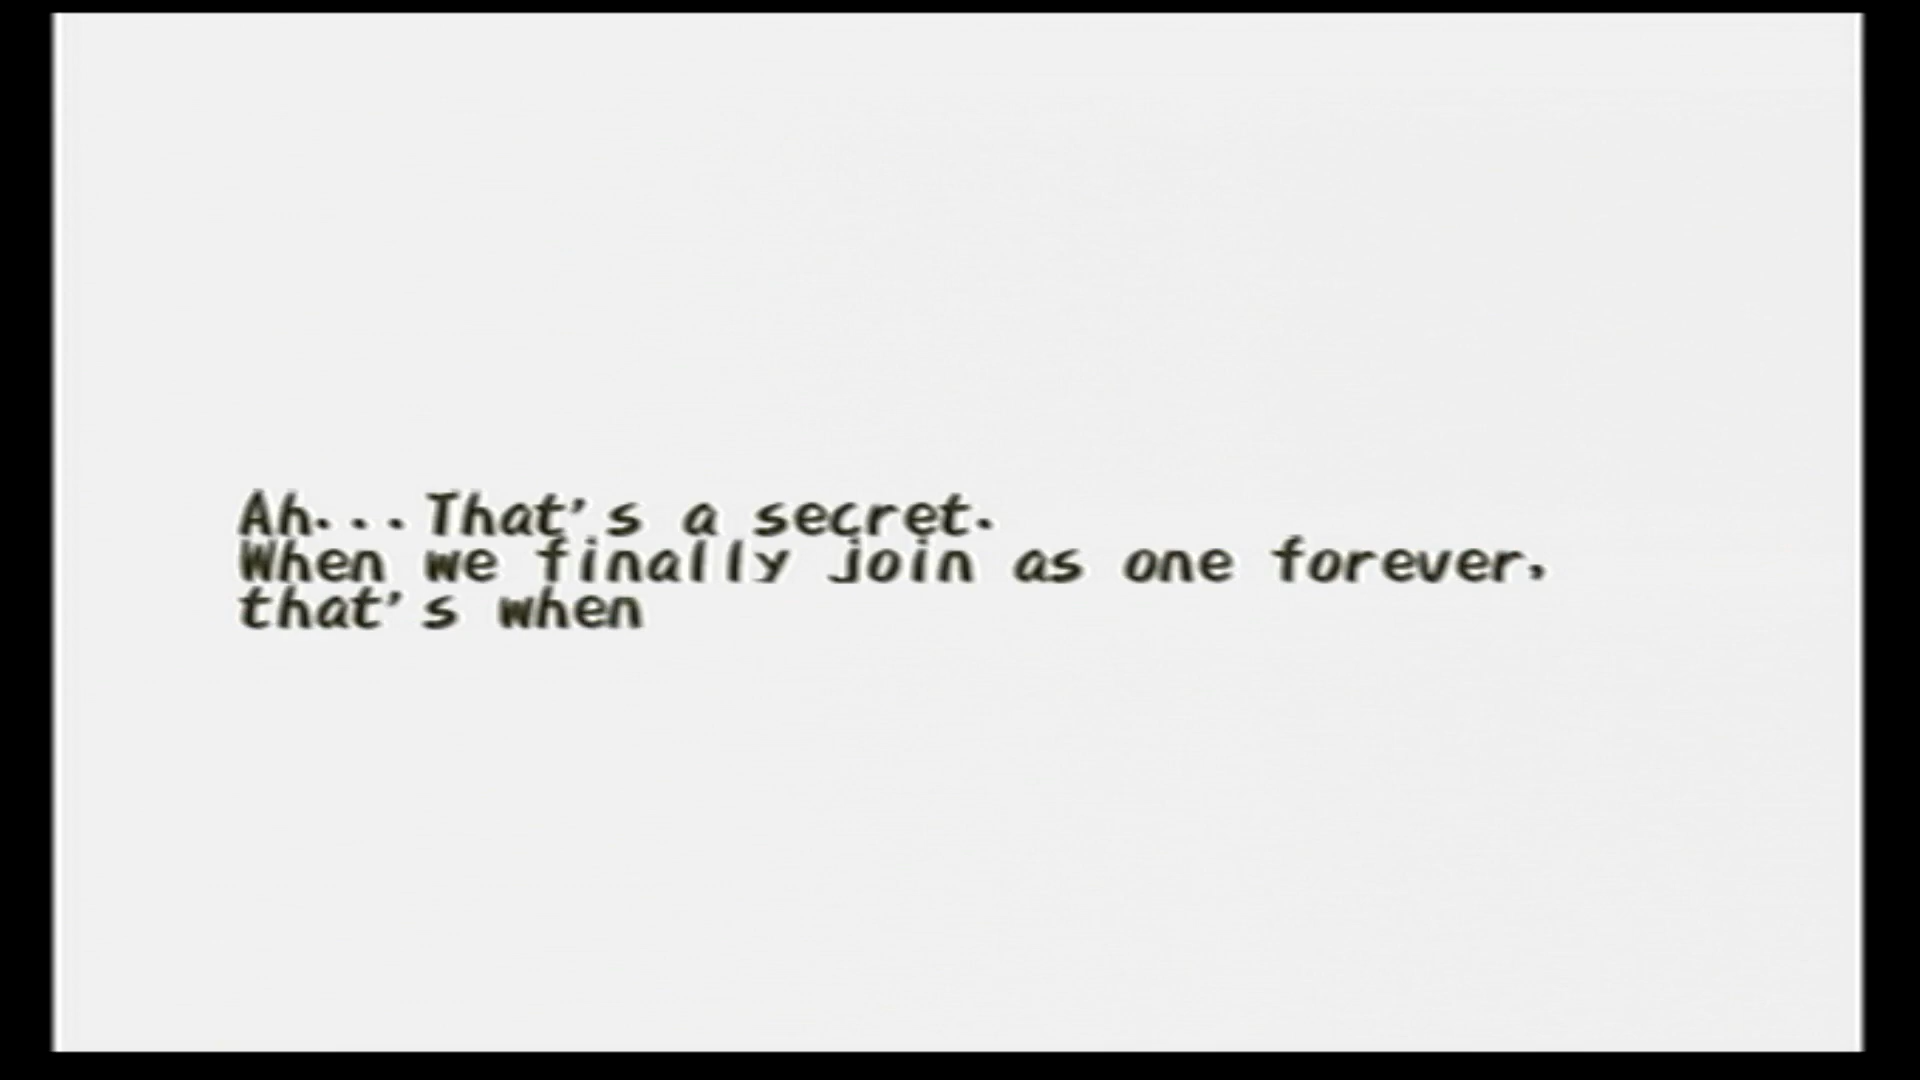 Ah...That's a secret.
When we finally join as one forever,
that's when